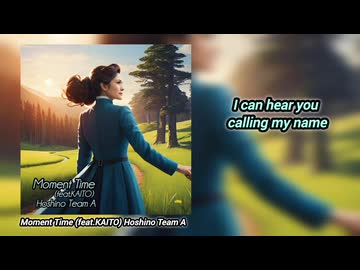 Moment Time
(feat.KAITO)
Hoshino Team A
Moment Time (feat.KAITO) Hoshino Team A
I can hear you
calling my name